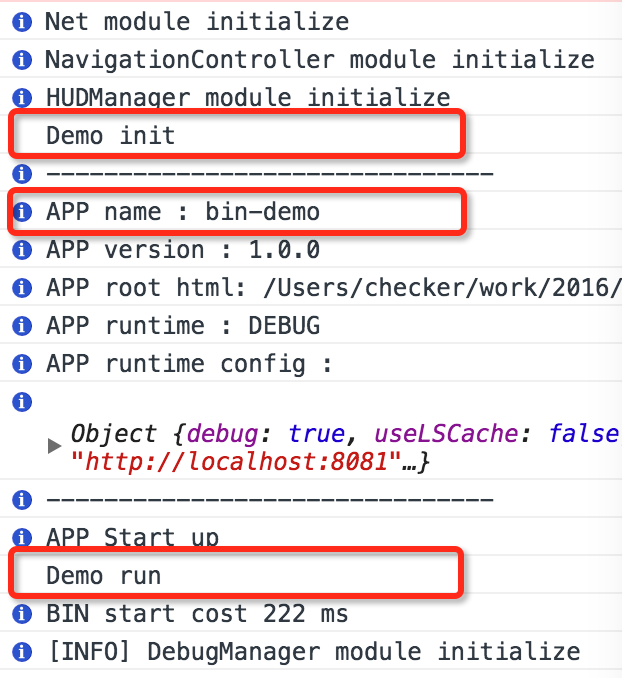 Net module initialize
NavigationController module initialize
HUDManager module initialize
Demo init
-------------------------------
APP name : bin-demo
APP version : 1.0.0
APP root html: /Users/checker/work/2016/
APP runtime : DEBUG
APP runtime config :
Object {debug: true, useLSCache: false
"http://localhost:8081"…}
-------------------------------
APP Start up
Demo run
BIN start cost 222 ms
[INFO] DebugManager module initialize